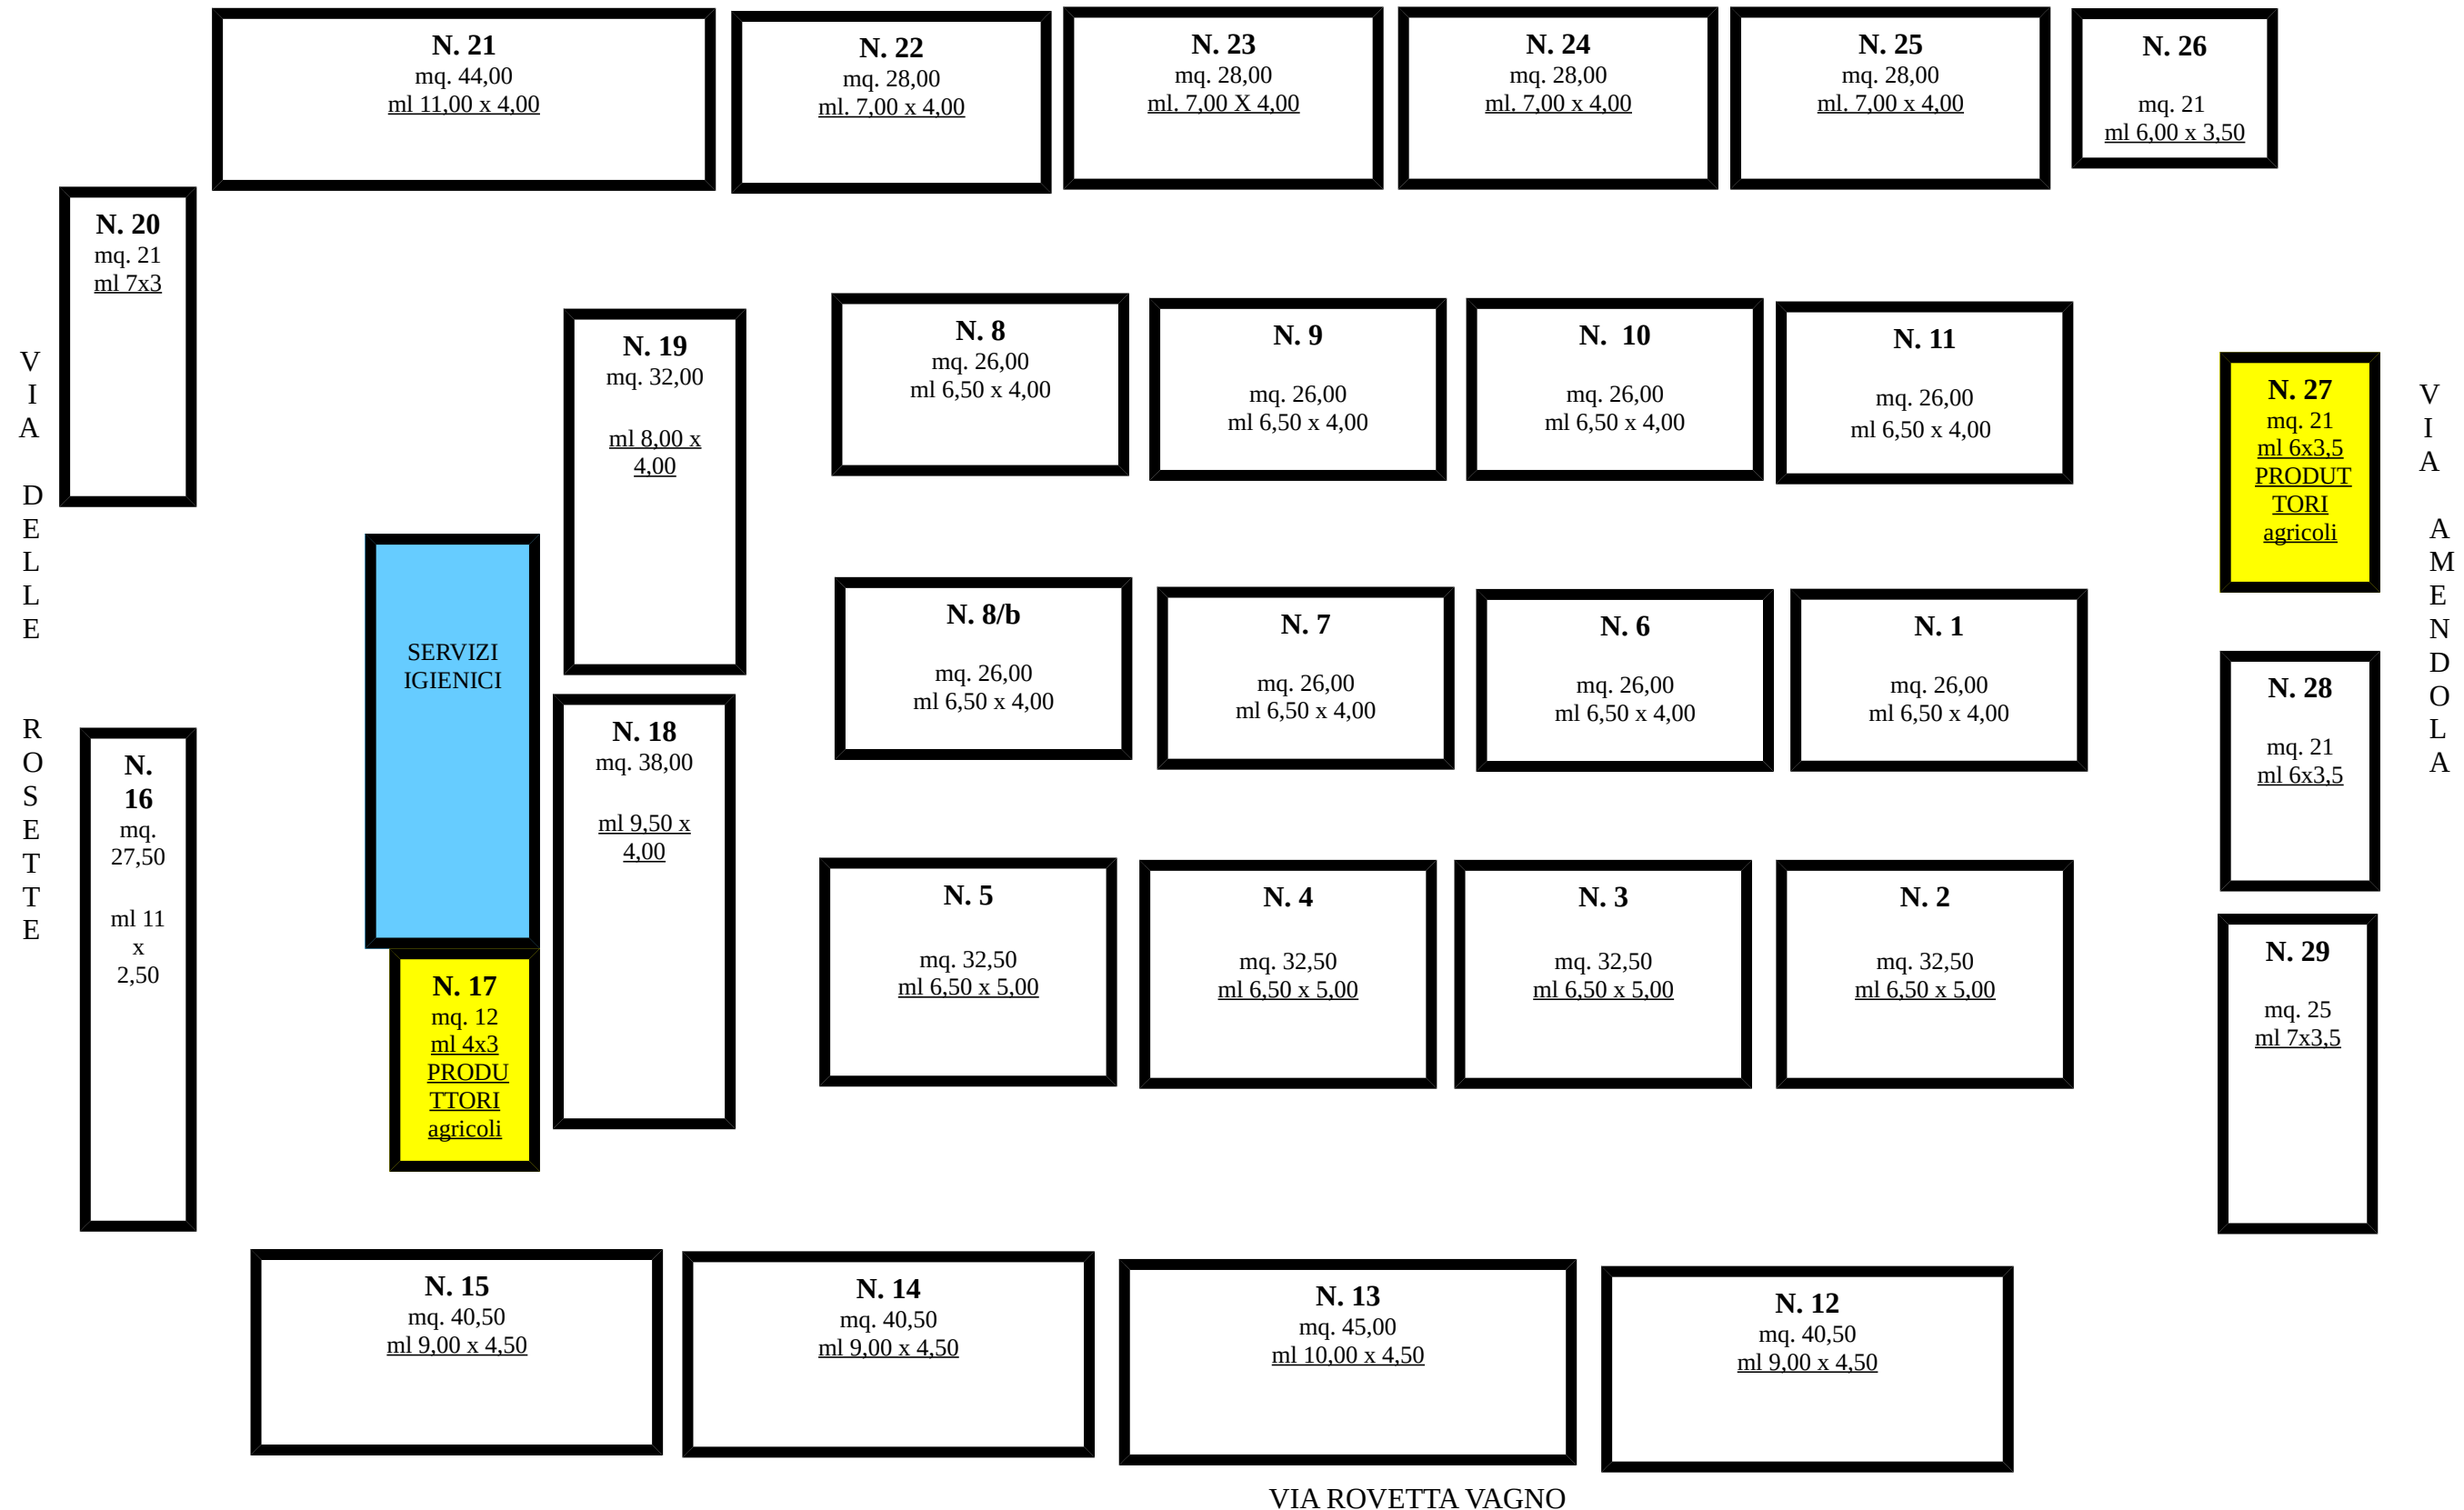 N. 21
mq. 44,00
ml 11,00 x 4,00
N. 22
mq. 28,00
ml. 7,00 x 4,00
N. 23
mq. 28,00
ml. 7,00 X 4,00
N. 24
mq. 28,00
ml. 7,00 x 4,00
N. 25
mq. 28,00
ml. 7,00 x 4,00
N. 26
mq. 21
ml 6,00 x 3,50
N. 20
mq. 21
ml 7x3
VIA DELLE ROSETTE
N. 19
mq. 32,00
ml 8,00 x
4,00
N. 8
mq. 26,00
ml 6,50 x 4,00
N. 9
mq. 26,00
ml 6,50 x 4,00
N. 10
mq. 26,00
ml 6,50 x 4,00
N. 11
mq. 26,00
ml 6,50 x 4,00
N. 27
mq. 21
ml 6x3,5
PRODUT
TORI
agricoli
VIA AMENDOLA
SERVIZI
IGIENICI
N. 8/b
mq. 26,00
ml 6,50 x 4,00
N. 7
mq. 26,00
ml 6,50 x 4,00
N. 6
mq. 26,00
ml 6,50 x 4,00
N. 1
mq. 26,00
ml 6,50 x 4,00
N. 28
mq. 21
ml 6x3,5
N.
16
mq.
27,50
ml 11
x
2,50
N. 18
mq. 38,00
ml 9,50 x
4,00
N. 17
mq. 12
ml 4x3
PRODU
TTORI
agricoli
N. 5
mq. 32,50
ml 6,50 x 5,00
N. 4
mq. 32,50
ml 6,50 x 5,00
N. 3
mq. 32,50
ml 6,50 x 5,00
N. 2
mq. 32,50
ml 6,50 x 5,00
N. 29
mq. 25
ml 7x3,5
N. 15
mq. 40,50
ml 9,00 x 4,50
N. 14
mq. 40,50
ml 9,00 x 4,50
N. 13
mq. 45,00
ml 10,00 x 4,50
N. 12
mq. 40,50
ml 9,00 x 4,50
VIA ROVETTA VAGNO